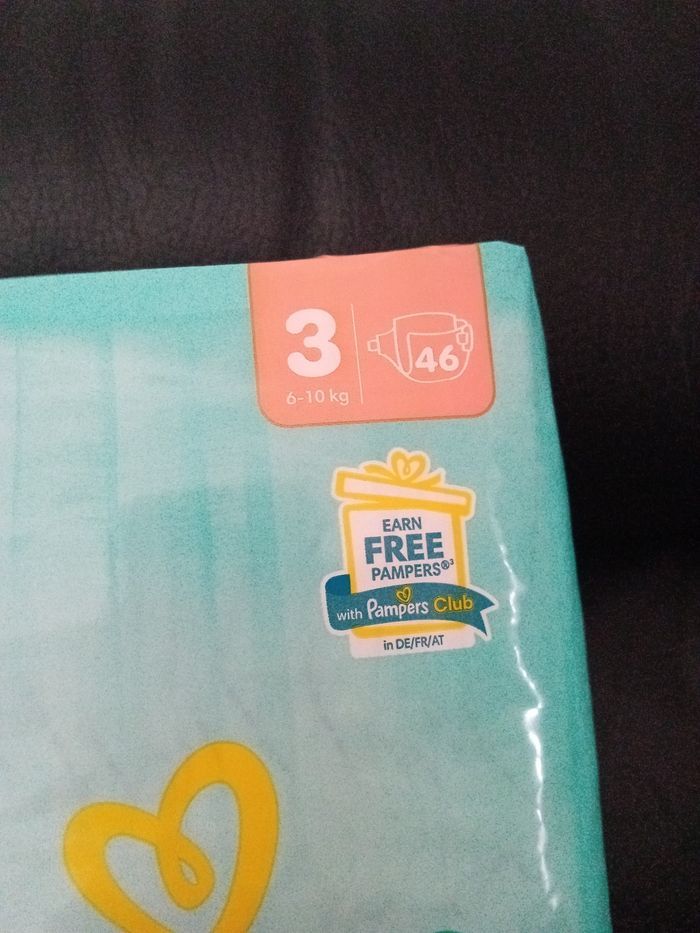 3
46
6-10 kg
EARN
FREE
PAMPERS®³
with Pampers Club
in DE/FR/AT